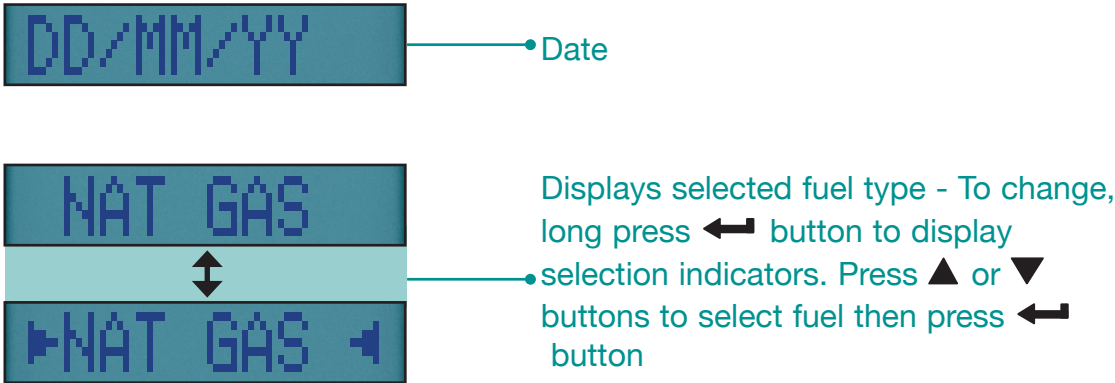 DD/MM/YY
Date
NAT GAS
▶NAT GAS ◀
Displays selected fuel type - To change,
long press ↵ button to display
selection indicators. Press ▲ or ▼
buttons to select fuel then press ↵
button